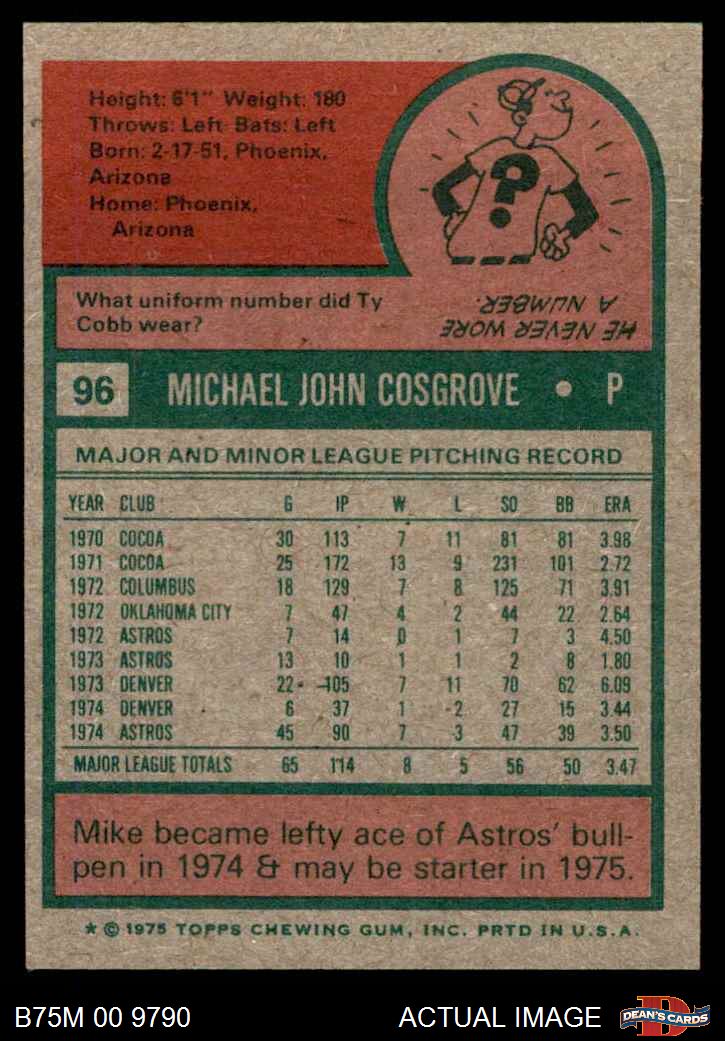 Height: 6'1" Weight: 180
Throws: Left Bats: Left
Born: 2-17-51, Phoenix,
Arizona
Home: Phoenix,
Arizona
?
What uniform number did Ty
Cobb wear?
HE NEVER WORE
A NUMBER.
96 MICHAEL JOHN COSGROVE • P
MAJOR AND MINOR LEAGUE PITCHING RECORD
YEAR CLUB G IP W L SO BB ERA
1970 COCOA 30 113 7 11 81 81 3.98
1971 COCOA 25 172 13 9 231 101 2.72
1972 COLUMBUS 18 129 7 8 125 71 3.91
1972 OKLAHOMA CITY 7 47 4 2 44 22 2.64
1972 ASTROS 7 14 0 1 7 3 4.50
1973 ASTROS 13 10 1 1 2 8 1.80
1973 DENVER 22 105 7 11 70 62 6.09
1974 DENVER 6 37 1 2 27 15 3.44
1974 ASTROS 45 90 7 3 47 39 3.50
MAJOR LEAGUE TOTALS 65 114 8 5 56 50 3.47
Mike became lefty ace of Astros' bull-
pen in 1974 & may be starter in 1975.
* © 1975 TOPPS CHEWING GUM, INC. PRTD IN U.S.A.
B75M 00 9790 ACTUAL IMAGE
D
DEAN'S CARDS